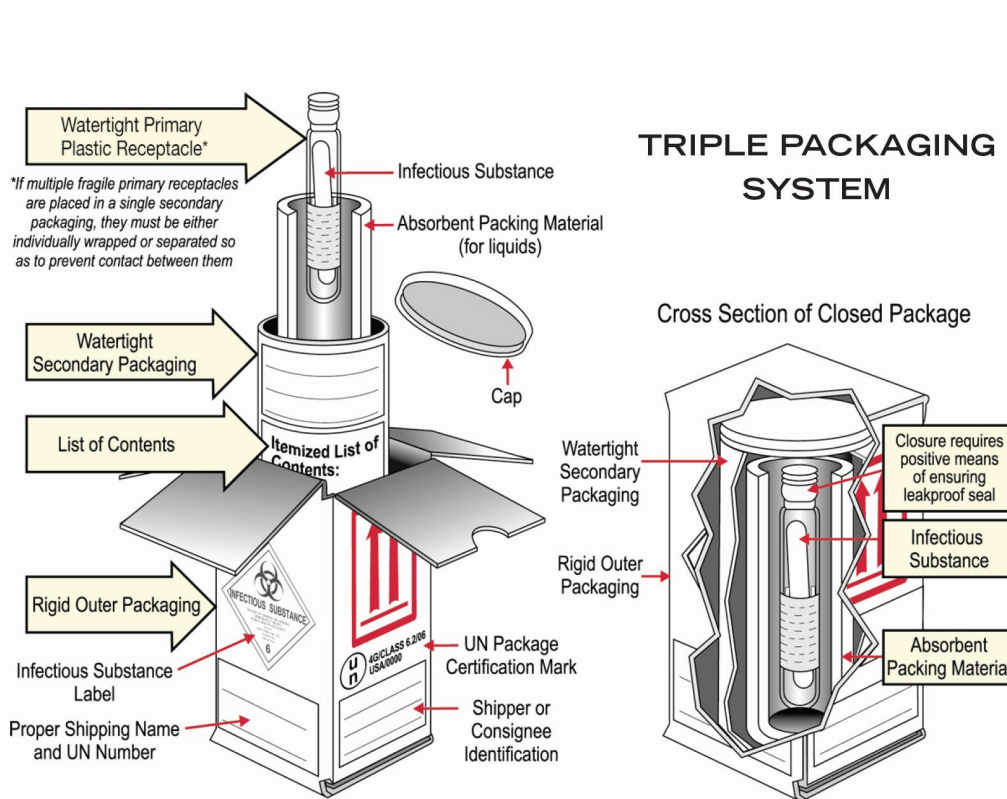 TRIPLE PACKAGING
SYSTEM
Watertight Primary
Plastic Receptacle*
*If multiple fragile primary receptacles
are placed in a single secondary
packaging, they must be either
individually wrapped or separated so
as to prevent contact between them
Infectious Substance
Absorbent Packing Material
(for liquids)
Watertight
Secondary Packaging
Cap
List of Contents
Itemized List of
Contents:
Rigid Outer Packaging
INFECTIOUS SUBSTANCE
6
Infectious Substance
Label
Proper Shipping Name
and UN Number
u
n
4G/CLASS 6.2/06
USA/0000
UN Package
Certification Mark
Shipper or
Consignee
Identification
Cross Section of Closed Package
Watertight
Secondary
Packaging
Rigid Outer
Packaging
Closure requires
positive means
of ensuring
leakproof seal
Infectious
Substance
Absorbent
Packing Materia